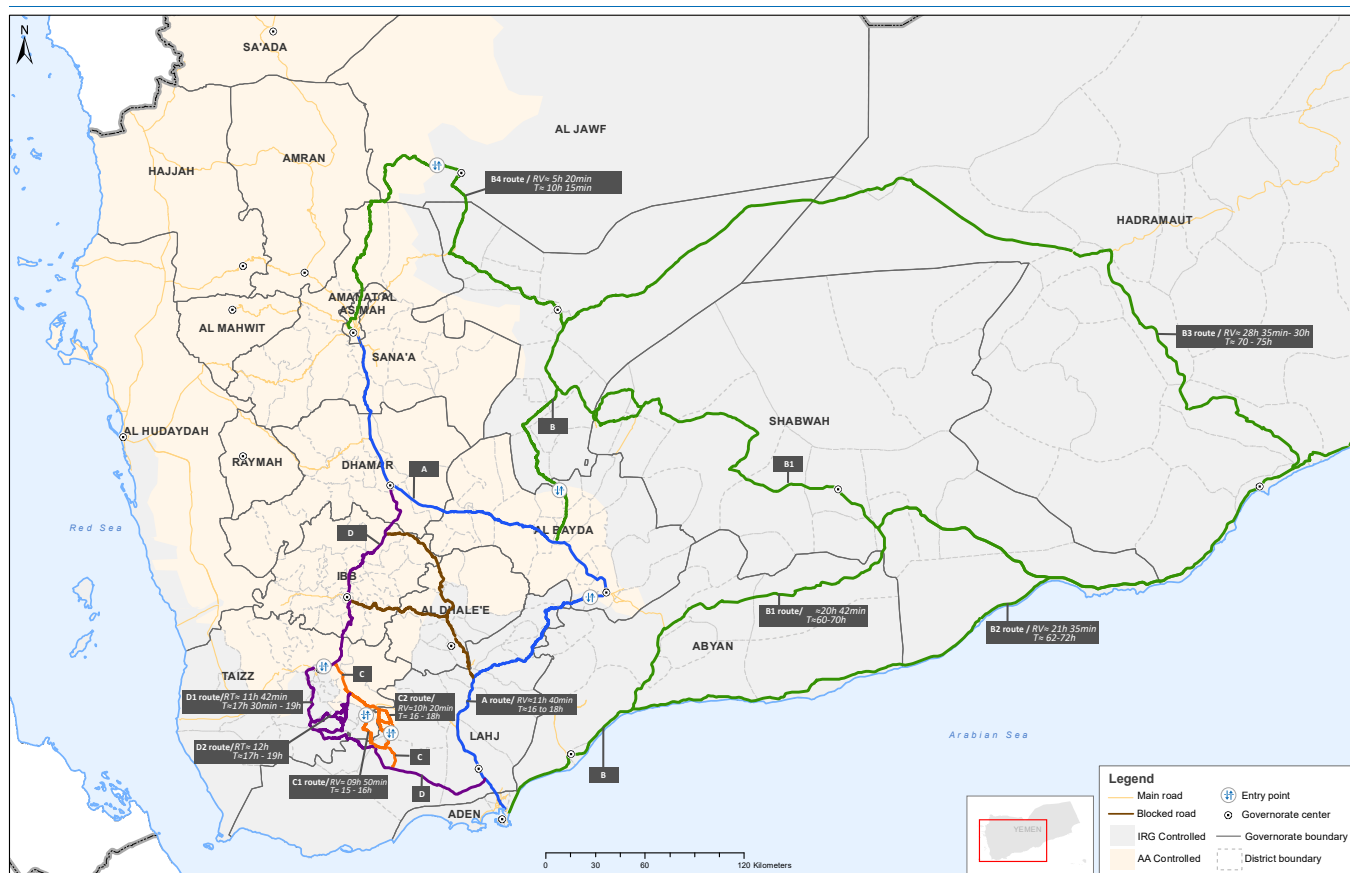 N
SA'ADA
AL JAWF
AMRAN
HAJJAH
B4 route / RV≈ 5h 20min
T≈ 10h 15min
HADRAMAUT
AMANAT AL
ASIMAH
AL MAHWIT
B3 route / RV≈ 28h 35min- 30h
T≈ 70 - 75h
SANA'A
SHABWAH
B
AL HUDAYDAH
RAYMAH
DHAMAR
A
B1
Red Sea
AL BAYDA
D
IBB
AL DHALE'E
B1 route/ ≈20h 42min
T≈60-70h
B2 route / RV≈ 21h 35min
T≈ 62-72h
ABYAN
TAIZZ
C
D1 route/RT≈ 11h 42min
T≈17h 30min - 19h
C2 route/
RV≈10h 20min
T≈ 16 - 18h
A route/ RV≈11h 40min
T≈16 to 18h
LAHJ
Arabian Sea
D2 route/RT≈ 12h
T≈17h - 19h
C
B
C1 route/ RV≈ 09h 50min
T≈ 15 - 16h
D
ADEN
Legend
Main road
Entry point
Blocked road
Governorate center
IRG Controlled
Governorate boundary
AA Controlled
District boundary
YEMEN
0 30 60 120 Kilometers